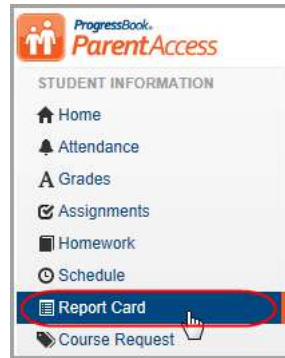 ProgressBook.
ParentAccess
STUDENT INFORMATION
Home
Attendance
Grades
Assignments
Homework
Schedule
Report Card
Course Request